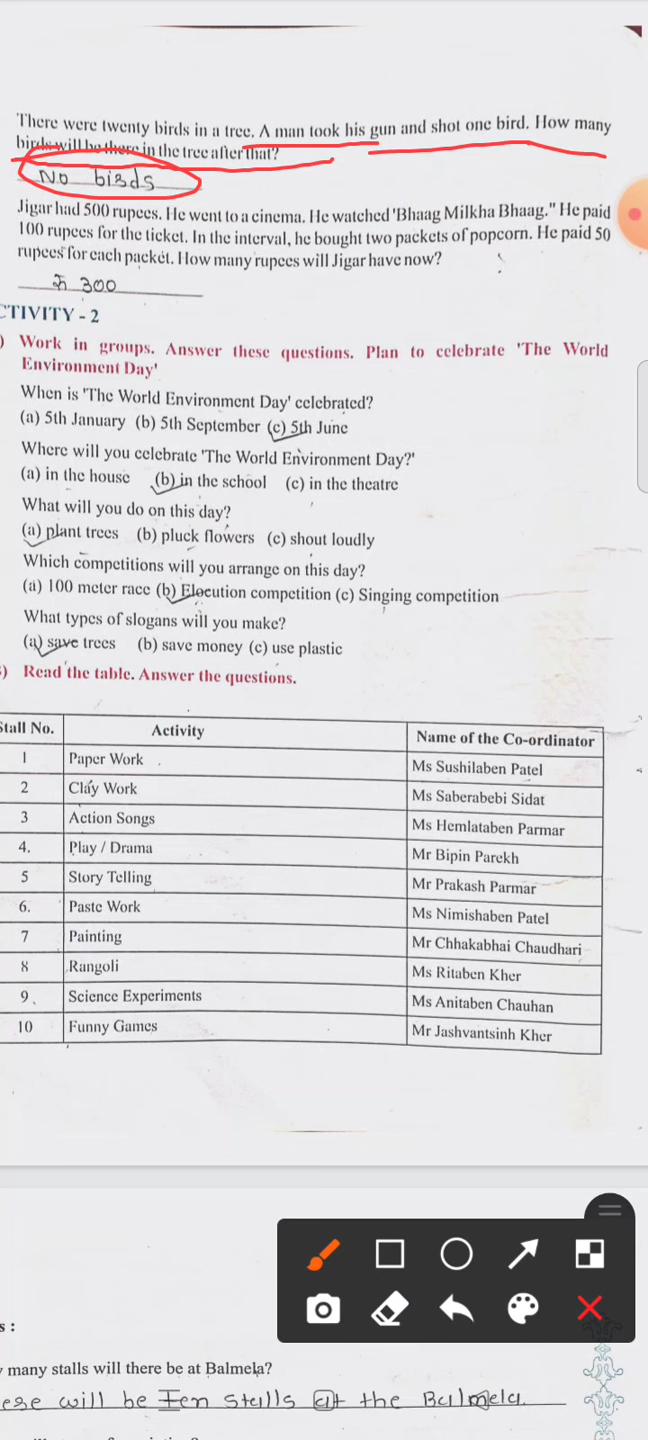 There were twenty birds in a tree. A man took his gun and shot one bird. How many
birds will be there in the tree after that?
No birds
Jigar had 500 rupees. He went to a cinema. He watched 'Bhaag Milkha Bhaag." He paid
100 rupees for the ticket. In the interval, he bought two packets of popcorn. He paid 50
rupees for each packet. How many rupees will Jigar have now?
₹ 300
CTIVITY - 2
) Work in groups. Answer these questions. Plan to celebrate 'The World
Environment Day'
When is 'The World Environment Day' celebrated?
(a) 5th January (b) 5th September (c) 5th June
Where will you celebrate 'The World Environment Day?'
(a) in the house (b) in the school (c) in the theatre
What will you do on this day?
(a) plant trees (b) pluck flowers (c) shout loudly
Which competitions will you arrange on this day?
(a) 100 meter race (b) Elocution competition (c) Singing competition
What types of slogans will you make?
(a) save trees (b) save money (c) use plastic
) Read the table. Answer the questions.
Stall No. Activity Name of the Co-ordinator
1 Paper Work Ms Sushilaben Patel
2 Clay Work Ms Saberabebi Sidat
3 Action Songs Ms Hemlataben Parmar
4. Play / Drama Mr Bipin Parekh
5 Story Telling Mr Prakash Parmar
6. Paste Work Ms Nimishaben Patel
7 Painting Mr Chhakabhai Chaudhari
8 Rangoli Ms Ritaben Kher
9. Science Experiments Ms Anitaben Chauhan
10 Funny Games Mr Jashvantsinh Kher
s :
many stalls will there be at Balmela?
ere will be Ten stalls at the Balmela.